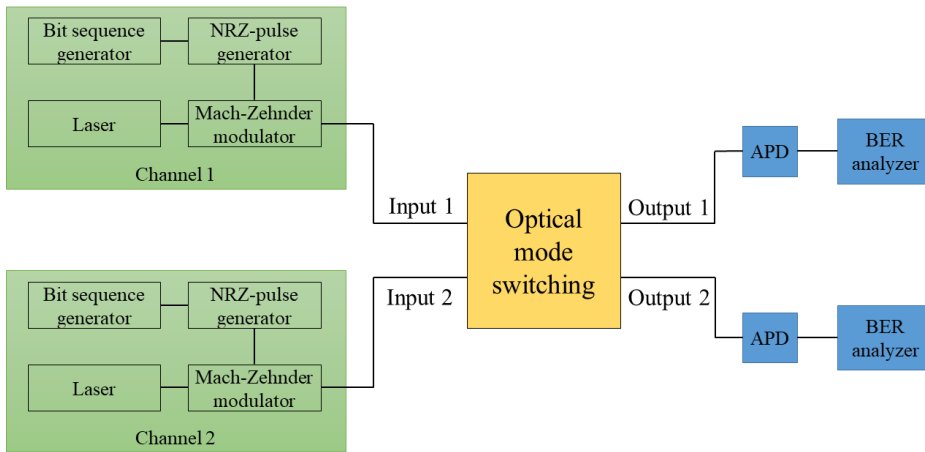 Bit sequence
generator
NRZ-pulse
generator
Laser
Mach-Zehnder
modulator
Channel 1
Input 1
Optical
mode
switching
Output 1
APD
BER
analyzer
Bit sequence
generator
NRZ-pulse
generator
Laser
Mach-Zehnder
modulator
Channel 2
Input 2
Output 2
APD
BER
analyzer